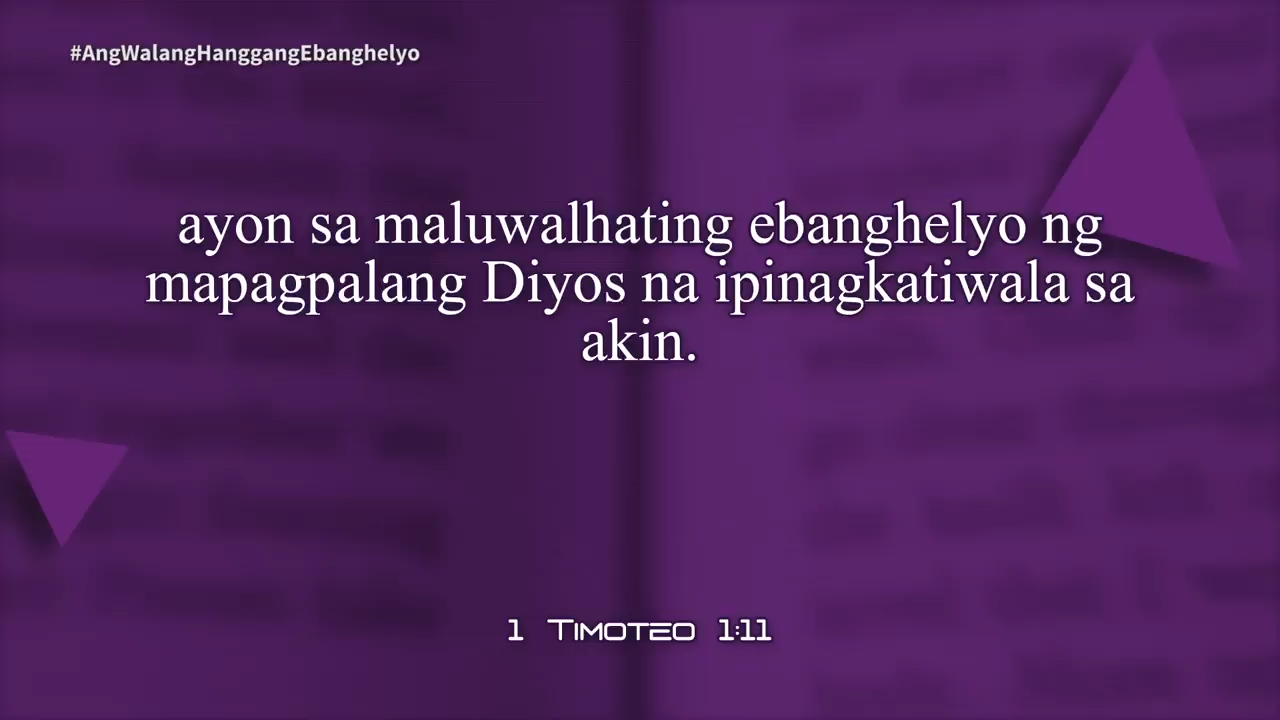 #AngWalangHanggangEbanghelyo
ayon sa maluwalhating ebanghelyo ng
mapagpalang Diyos na ipinagkatiwala sa
akin.
1 Timoteo 1:11